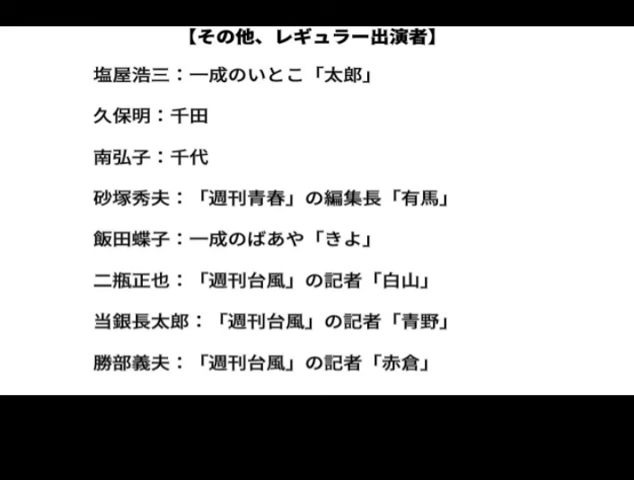 【その他、レギュラー出演者】
塩屋浩三：一成のいとこ「太郎」
久保明：千田
南弘子：千代
砂塚秀夫：「週刊青春」の編集長「有馬」
飯田蝶子：一成のばあや「きよ」
二瓶正也：「週刊台風」の記者「白山」
当銀長太郎：「週刊台風」の記者「青野」
勝部義夫：「週刊台風」の記者「赤倉」